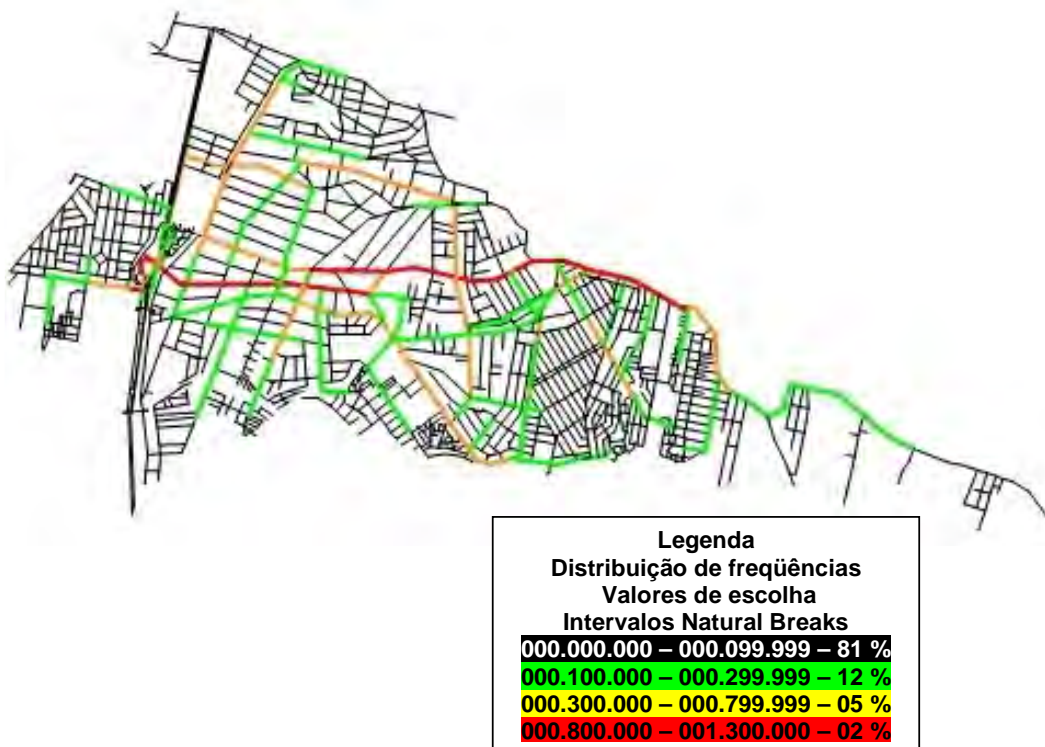 Legenda
Distribuição de freqüências
Valores de escolha
Intervalos Natural Breaks
000.000.000 – 000.099.999 – 81 %
000.100.000 – 000.299.999 – 12 %
000.300.000 – 000.799.999 – 05 %
000.800.000 – 001.300.000 – 02 %